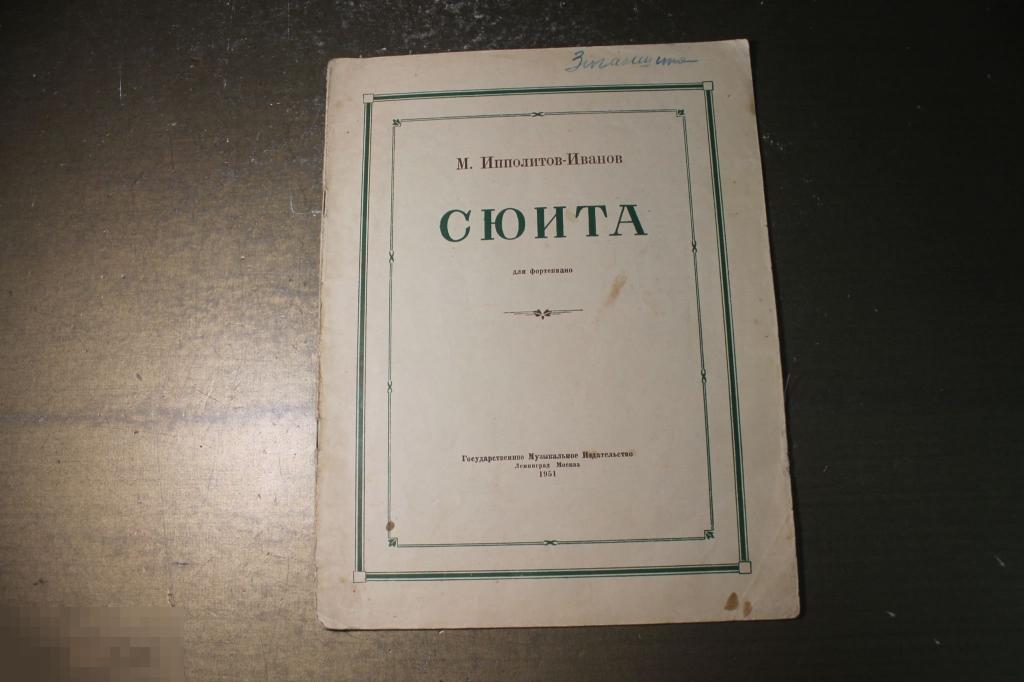 М. Ипполитов-Иванов
СЮИТА
для фортепиано
Государственное Музыкальное Издательство
Ленинград Москва
1951